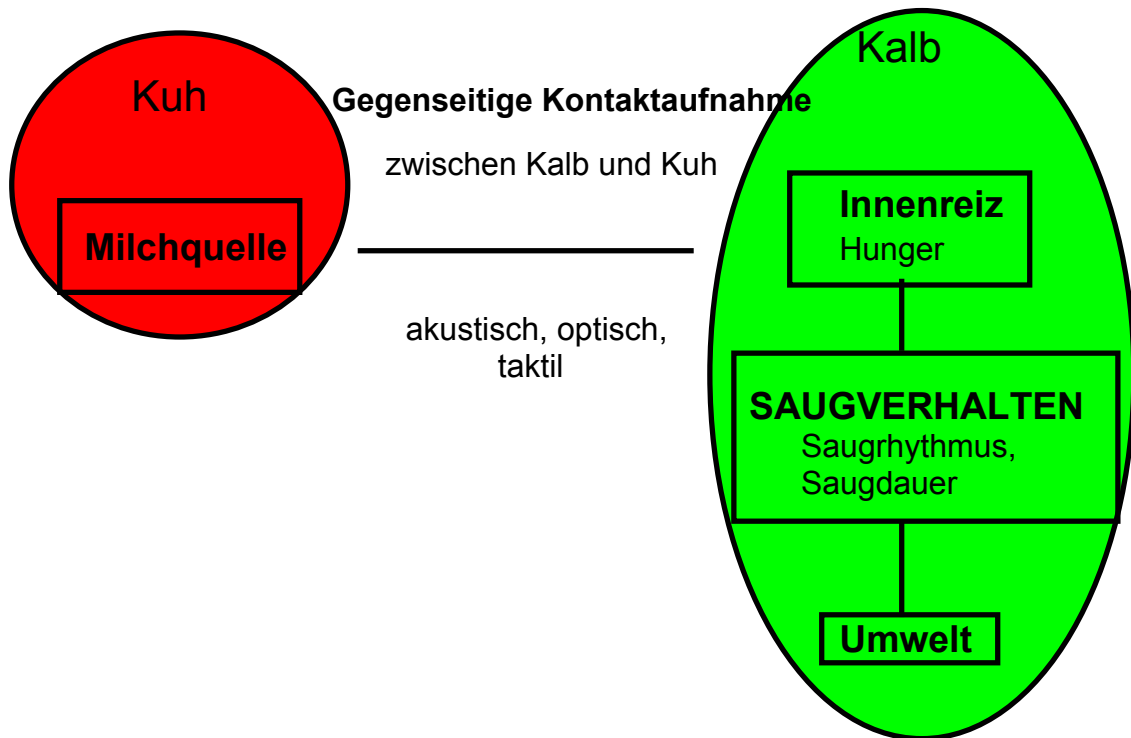 Kuh
Milchquelle
Gegenseitige Kontaktaufnahme
zwischen Kalb und Kuh
akustisch, optisch,
taktil
Kalb
Innenreiz
Hunger
SAUGVERHALTEN
Saugrhythmus,
Saugdauer
Umwelt